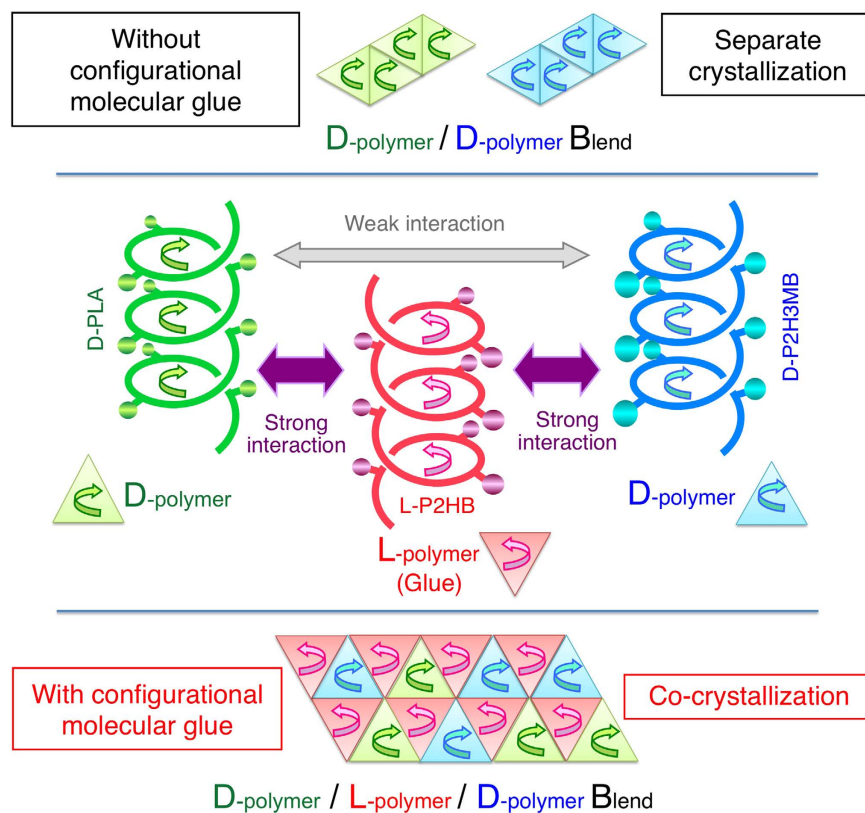 Without
configurational
molecular glue
Separate
crystallization
D-polymer / D-polymer Blend
Weak interaction
D-PLA
D-P2H3MB
Strong
interaction
Strong
interaction
D-polymer
L-P2HB
D-polymer
L-polymer
(Glue)
With configurational
molecular glue
Co-crystallization
D-polymer / L-polymer / D-polymer Blend